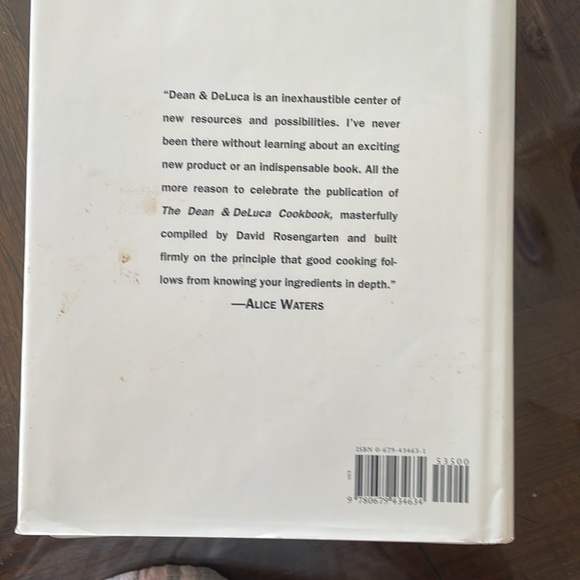 “Dean & DeLuca is an inexhaustible center of
new resources and possibilities. I’ve never
been there without learning about an exciting
new product or an indispensable book. All the
more reason to celebrate the publication of
The Dean & DeLuca Cookbook, masterfully
compiled by David Rosengarten and built
firmly on the principle that good cooking fol-
lows from knowing your ingredients in depth.”
—ALICE WATERS
ISBN 0-679-43463-1
53500
9 780679 434634